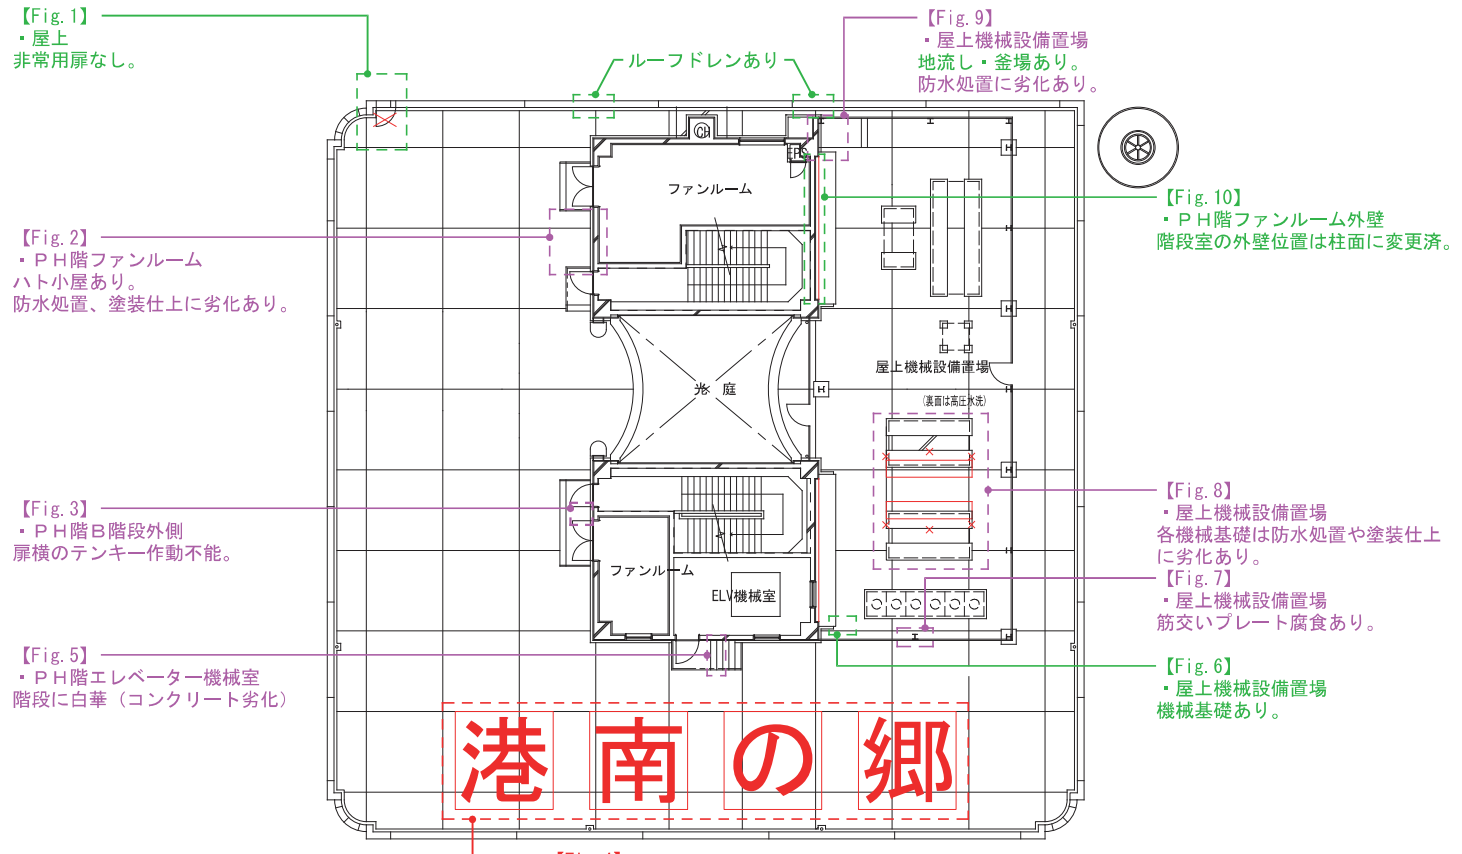 【Fig. 1】
・屋上
非常用扉なし。
ルーフドレンあり
【Fig. 9】
・屋上機械設備置場
地流し・釜場あり。
防水処置に劣化あり。
CH
ファンルーム
【Fig. 10】
・ＰＨ階ファンルーム外壁
階段室の外壁位置は柱面に変更済。
【Fig. 2】
・ＰＨ階ファンルーム
ハト小屋あり。
防水処置、塗装仕上に劣化あり。
光 庭
屋上機械設備置場
(裏面は高圧水洗)
【Fig. 3】
・ＰＨ階Ｂ階段外側
扉横のテンキー作動不能。
【Fig. 8】
・屋上機械設備置場
各機械基礎は防水処置や塗装仕上
に劣化あり。
ファンルーム
ELV機械室
【Fig. 7】
・屋上機械設備置場
筋交いプレート腐食あり。
【Fig. 5】
・ＰＨ階エレベーター機械室
階段に白華（コンクリート劣化）
【Fig. 6】
・屋上機械設備置場
機械基礎あり。
港南の郷